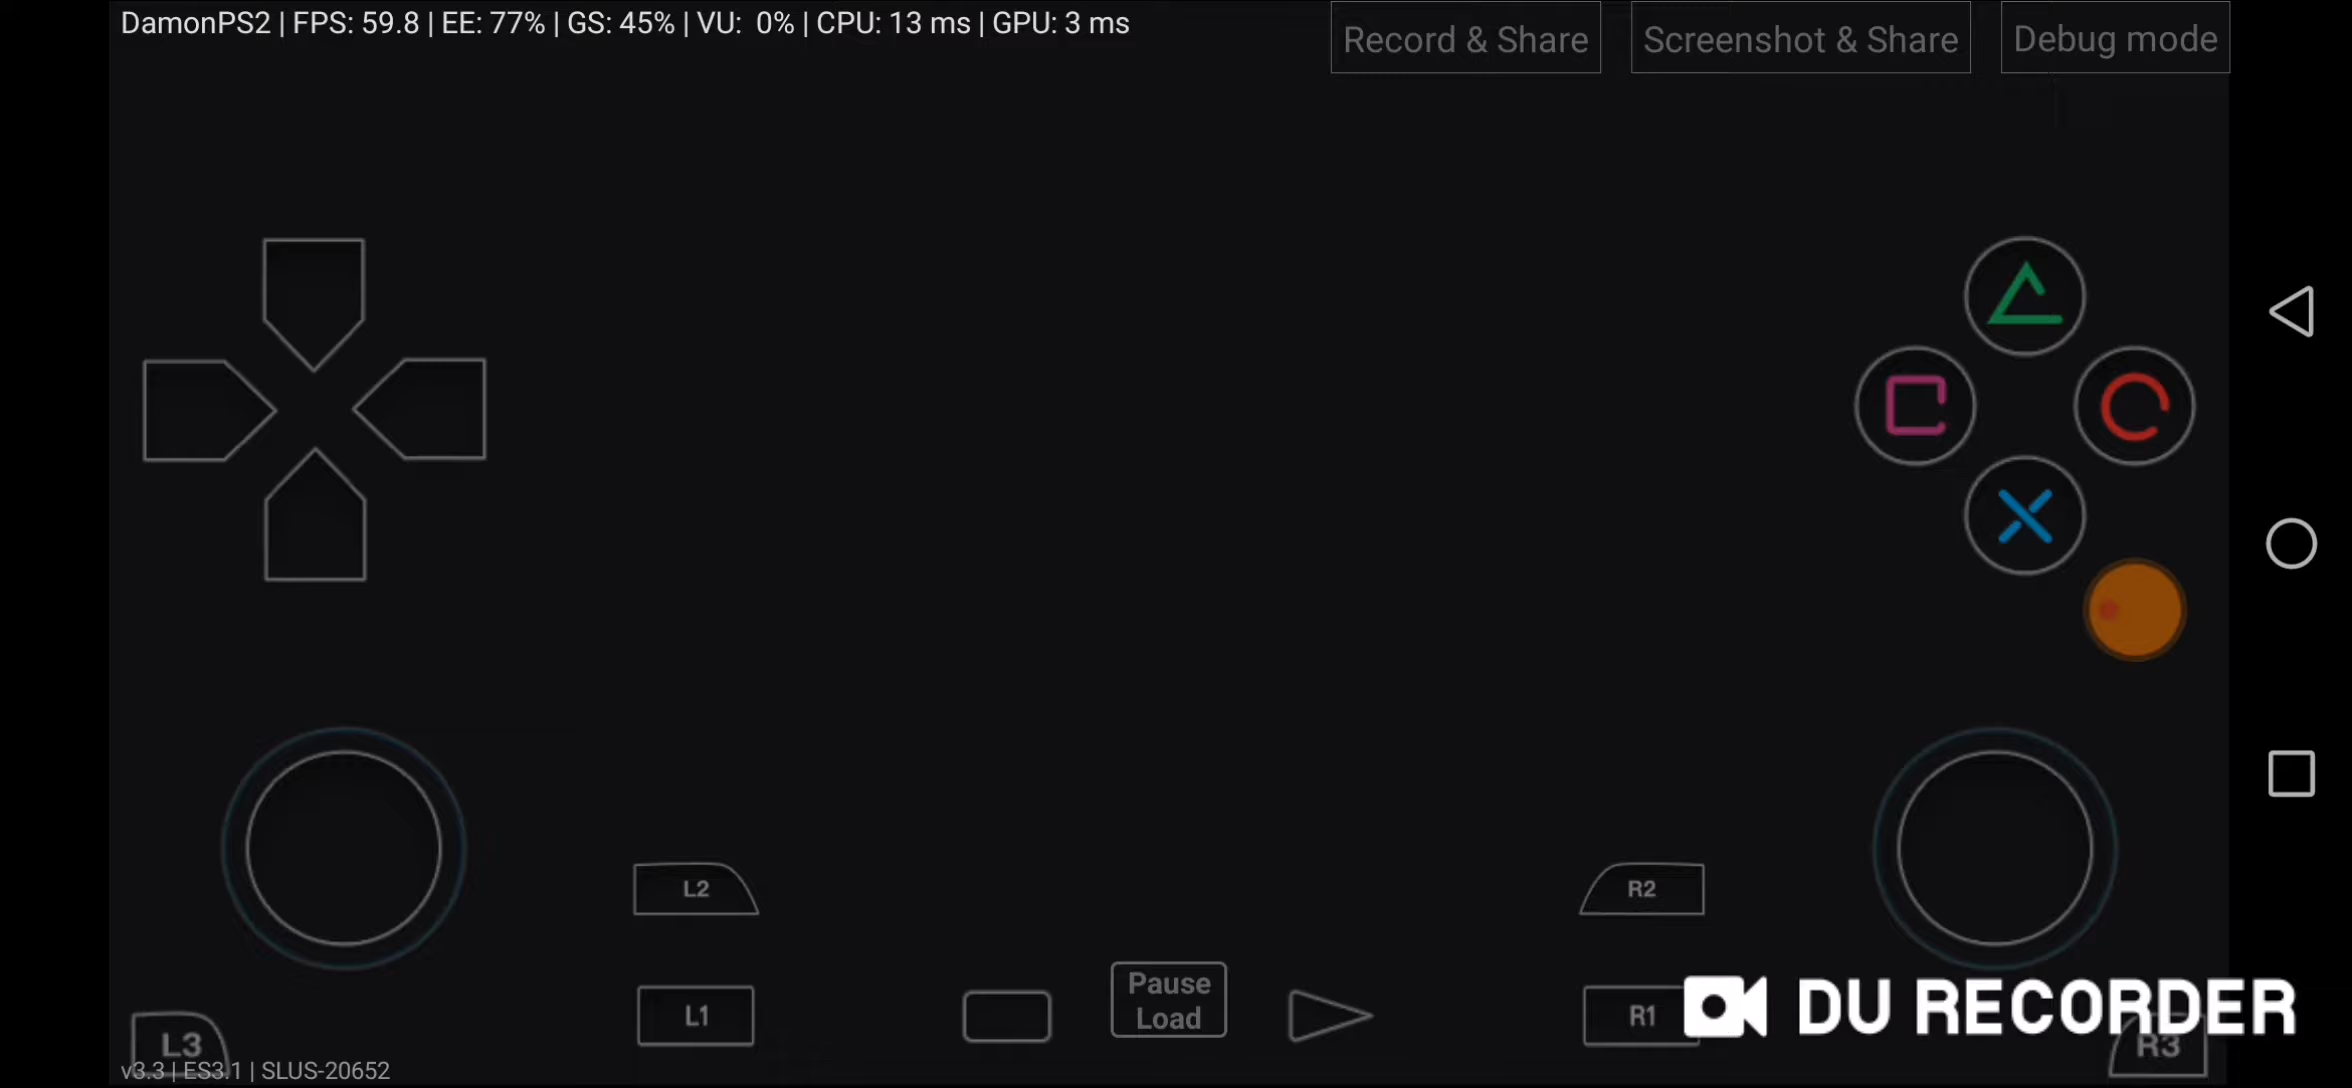 DamonPS2 | FPS: 59.8 | EE: 77% | GS: 45% | VU: 0% | CPU: 13 ms | GPU: 3 ms
Record & Share
Screenshot & Share
Debug mode
L2
R2
Pause
Load
L1
R1
DU RECORDER
L3
R3
v3.3 | ES3.1 | SLUS-20652